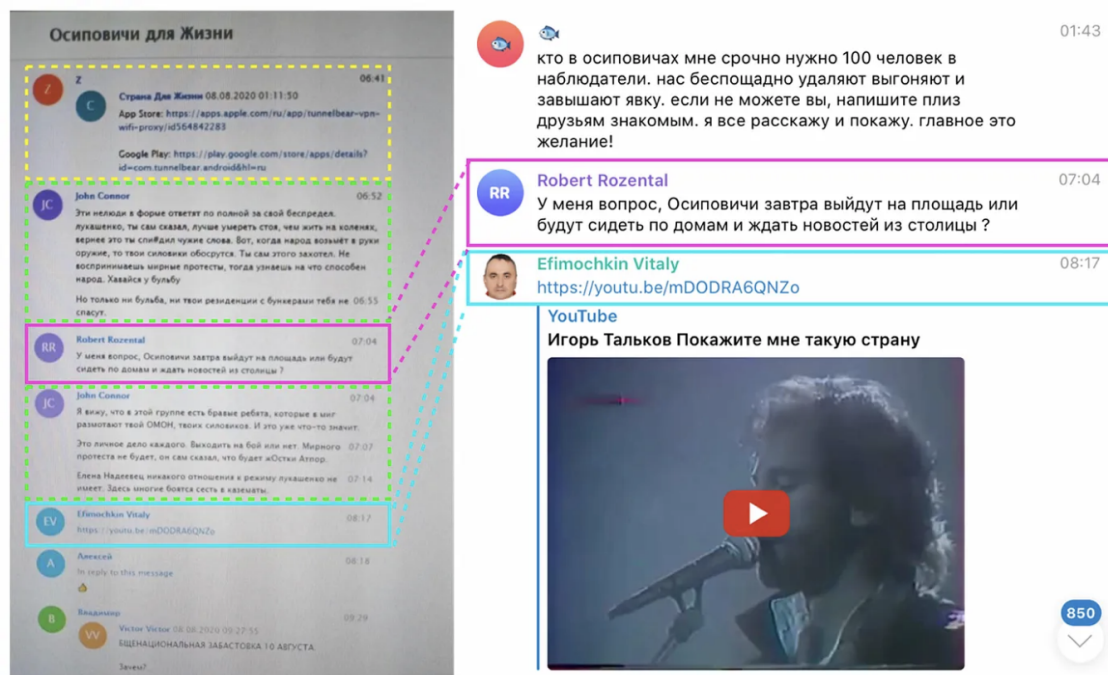 Осиповичи для Жизни
Z
06:41
Z
C
Страна Для Жизни 08.08.2020 01:11:50
App Store: https://apps.apple.com/ru/app/tunnelbear-vpn-
wifi-proxy/id564842283
Google Play: https://play.google.com/store/apps/details?
id=com.tunnelbear.android&hl=ru
JC
John Connor
06:52
Эти нелюди в форме ответят по полной за свой беспредел.
лукашенко, ты сам сказал, лучше умереть стоя, чем жить на коленях,
вернее это ты спи#дил чужие слова. Вот, когда народ возьмёт в руки
оружие, то твои силовики обосрутся. Ты сам этого захотел. Не
воспринимаешь мирные протесты, тогда узнаешь на что способен
народ. Хавайся у бульбу
Но только ни бульба, ни твои резиденции с бункерами тебя не
06:55
спасут.
RR
Robert Rozental
07:04
У меня вопрос, Осиповичи завтра выйдут на площадь или будут
сидеть по домам и ждать новостей из столицы ?
JC
John Connor
07:04
Я вижу, что в этой группе есть бравые ребята, которые в миг
размотают твой ОМОН, твоих силовиков. И это уже что-то значит.
Это личное дело каждого. Выходить на бой или нет. Мирного
07:07
протеста не будет, он сам сказал, что будет жОстки Атпор.
Елена Надеевец никакого отношения к режиму лукашенко не
07:14
имеет. Здесь многие боятся сесть в казематы.
EV
Efimochkin Vitaly
08:17
https://youtu.be/mDODRA6QNZo
A
Алексей
08:18
In reply to this message
В
Владимир
09:29
VV
Victor Victor 08.08.2020 09:27:55
БЩЕНАЦИОНАЛЬНАЯ ЗАБАСТОВКА 10 АВГУСТА
Зачем?
01:43
кто в осиповичах мне срочно нужно 100 человек в
наблюдатели. нас беспощадно удаляют выгоняют и
завышают явку. если не можете вы, напишите плиз
друзьям знакомым. я все расскажу и покажу. главное это
желание!
RR
Robert Rozental
07:04
У меня вопрос, Осиповичи завтра выйдут на площадь или
будут сидеть по домам и ждать новостей из столицы ?
Efimochkin Vitaly
08:17
https://youtu.be/mDODRA6QNZo
YouTube
Игорь Тальков Покажите мне такую страну
850